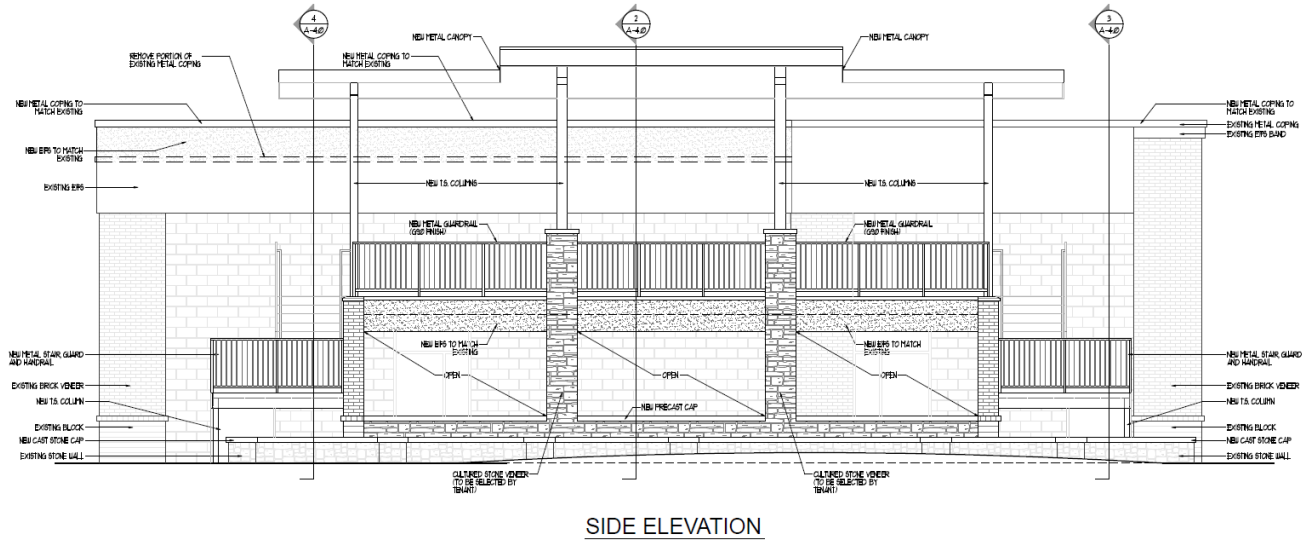 4
A-4.0
2
A-4.0
3
A-4.0
NEW METAL CANOPY
NEW METAL CANOPY
REMOVE PORTION OF
EXISTING METAL COPING
NEW METAL COPING TO
MATCH EXISTING
NEW METAL COPING TO
MATCH EXISTING
NEW EIFS TO MATCH
EXISTING
EXISTING EIFS
NEW METAL COPING TO
MATCH EXISTING
EXISTING METAL COPING
EXISTING EIFS BAND
NEW T.S. COLUMNS
NEW T.S. COLUMNS
NEW METAL GUARDRAIL
(G90 FINISH)
NEW METAL GUARDRAIL
(G90 FINISH)
NEW EIFS TO MATCH
EXISTING
NEW EIFS TO MATCH
EXISTING
OPEN
OPEN
OPEN
NEW PRECAST CAP
NEW METAL STAIR, GUARD
AND HANDRAIL
EXISTING BRICK VENEER
NEW T.S. COLUMN
EXISTING BLOCK
NEW CAST STONE CAP
EXISTING STONE WALL
NEW METAL STAIR, GUARD
AND HANDRAIL
EXISTING BRICK VENEER
NEW T.S. COLUMN
EXISTING BLOCK
NEW CAST STONE CAP
EXISTING STONE WALL
CULTURED STONE VENEER
(TO BE SELECTED BY
TENANT)
CULTURED STONE VENEER
(TO BE SELECTED BY
TENANT)
SIDE ELEVATION